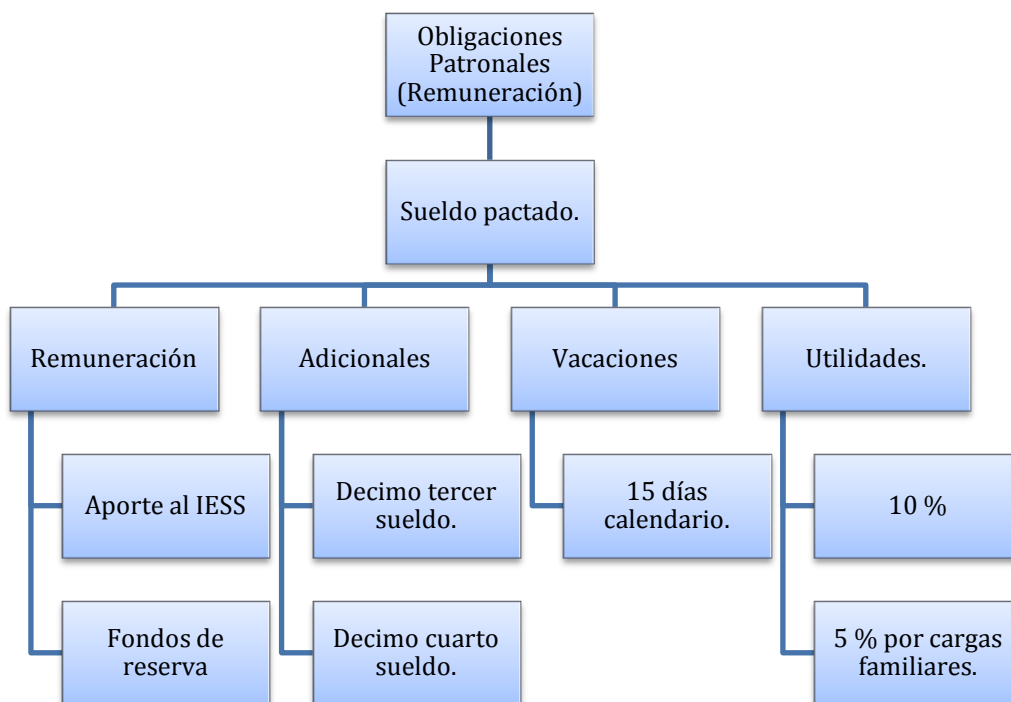 Obligaciones
Patronales
(Remuneración)
Sueldo pactado.
Remuneración
Adicionales
Vacaciones
Utilidades.
Aporte al IESS
Decimo tercer
sueldo.
15 días
calendario.
10 %
Fondos de
reserva
Decimo cuarto
sueldo.
5 % por cargas
familiares.